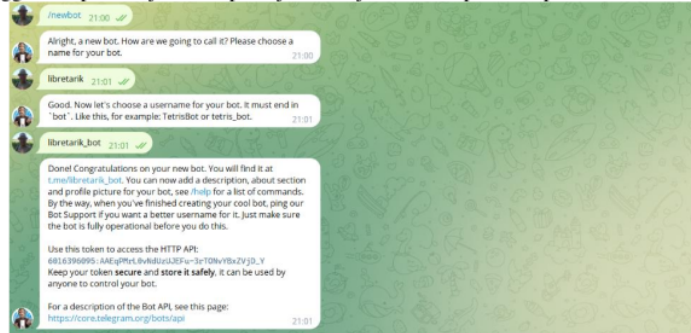 /newbot 21:00
Alright, a new bot. How are we going to call it? Please choose a
name for your bot.
21:00
libretarik 21:01
Good. Now let's choose a username for your bot. It must end in
`bot`. Like this, for example: TetrisBot or tetris_bot.
21:01
libretarik_bot 21:01
Done! Congratulations on your new bot. You will find it at
t.me/libretarik_bot. You can now add a description, about section
and profile picture for your bot, see /help for a list of commands.
By the way, when you've finished creating your cool bot, ping our
Bot Support if you want a better username for it. Just make sure
the bot is fully operational before you do this.
Use this token to access the HTTP API:
Keep your token secure and store it safely, it can be used by
anyone to control your bot.
For a description of the Bot API, see this page:
https://core.telegram.org/bots/api
21:01